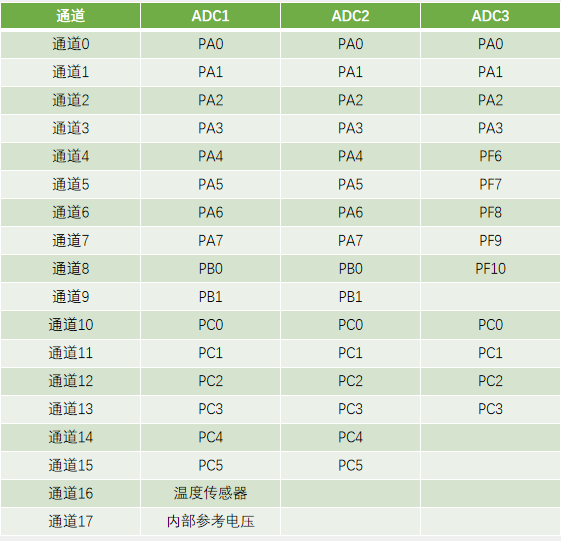 通道 ADC1 ADC2 ADC3
通道0 PA0 PA0 PA0
通道1 PA1 PA1 PA1
通道2 PA2 PA2 PA2
通道3 PA3 PA3 PA3
通道4 PA4 PA4 PF6
通道5 PA5 PA5 PF7
通道6 PA6 PA6 PF8
通道7 PA7 PA7 PF9
通道8 PB0 PB0 PF10
通道9 PB1 PB1
通道10 PC0 PC0 PC0
通道11 PC1 PC1 PC1
通道12 PC2 PC2 PC2
通道13 PC3 PC3 PC3
通道14 PC4 PC4
通道15 PC5 PC5
通道16 温度传感器
通道17 内部参考电压